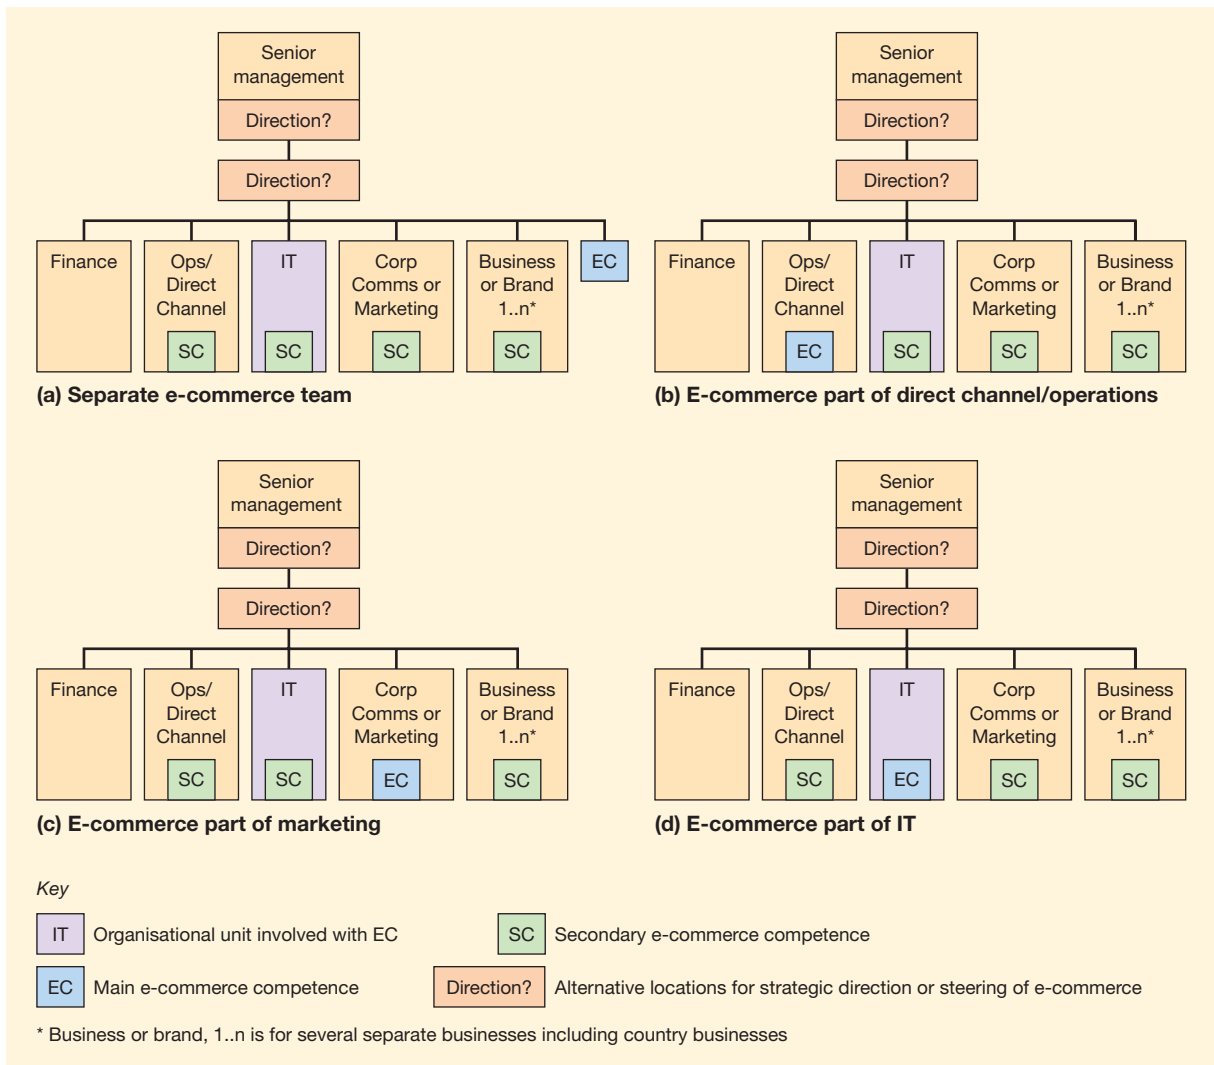 Senior
management
Direction?
Direction?
Finance
Ops/
Direct
Channel
SC
IT
SC
Corp
Comms or
Marketing
SC
Business
or Brand
1..n*
SC
EC
(a) Separate e-commerce team
Senior
management
Direction?
Direction?
Finance
Ops/
Direct
Channel
EC
IT
SC
Corp
Comms or
Marketing
SC
Business
or Brand
1..n*
SC
(b) E-commerce part of direct channel/operations
Senior
management
Direction?
Direction?
Finance
Ops/
Direct
Channel
SC
IT
SC
Corp
Comms or
Marketing
EC
Business
or Brand
1..n*
SC
(c) E-commerce part of marketing
Senior
management
Direction?
Direction?
Finance
Ops/
Direct
Channel
SC
IT
EC
Corp
Comms or
Marketing
SC
Business
or Brand
1..n*
SC
(d) E-commerce part of IT
Key
IT Organisational unit involved with EC
SC Secondary e-commerce competence
EC Main e-commerce competence
Direction? Alternative locations for strategic direction or steering of e-commerce
* Business or brand, 1..n is for several separate businesses including country businesses